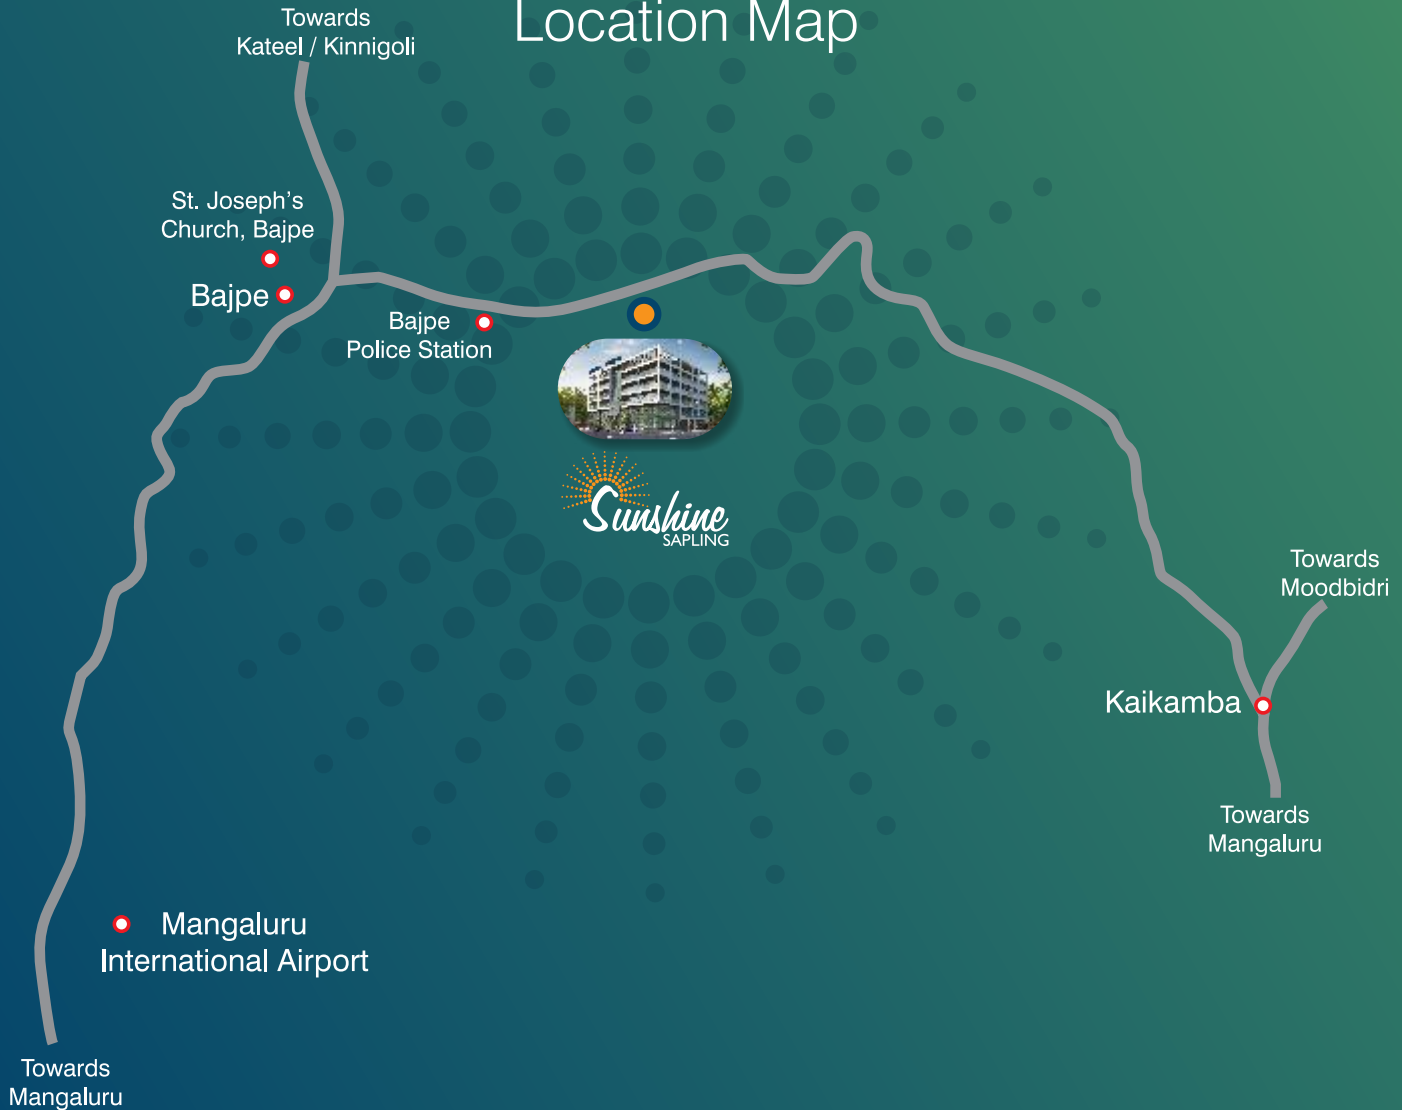 Location Map
Towards
Kateel / Kinnigoli
St. Joseph’s
Church, Bajpe
Bajpe
Bajpe
Police Station
Sunshine
SAPLING
Towards
Moodbidri
Kaikamba
Towards
Mangaluru
Mangaluru
International Airport
Towards
Mangaluru